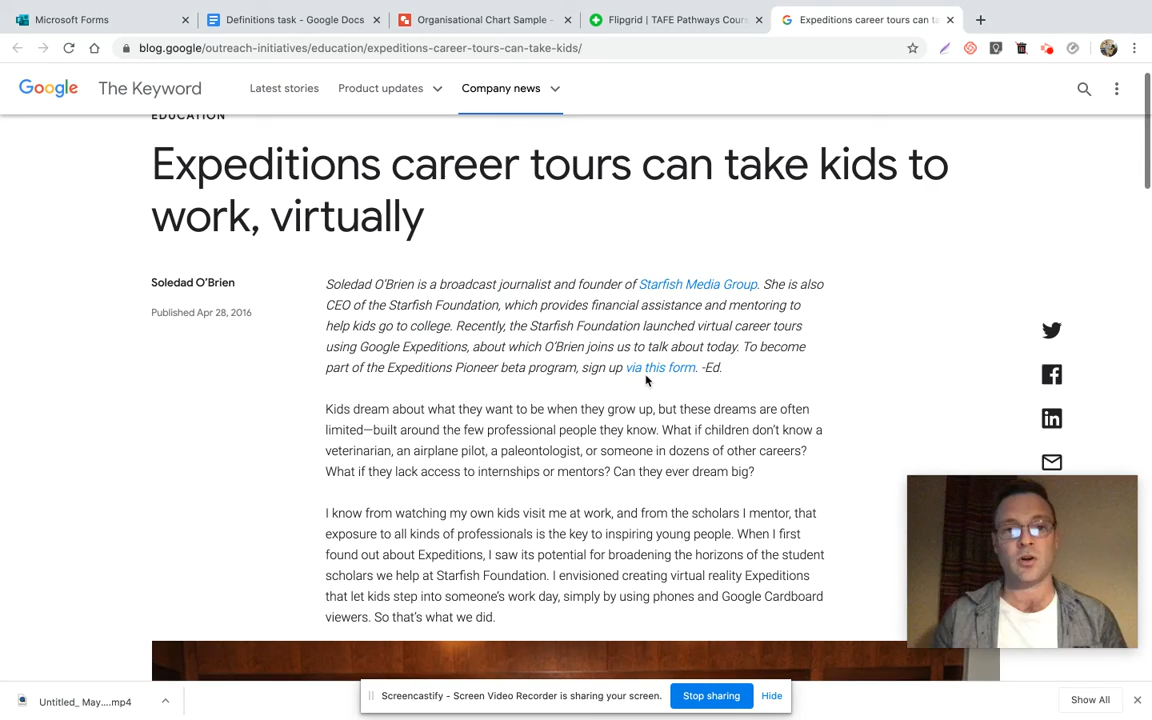 Microsoft Forms
Definitions task - Google Docs
Organisational Chart Sample -
Flipgrid | TAFE Pathways Cours
Expeditions career tours can ta
blog.google/outreach-initiatives/education/expeditions-career-tours-can-take-kids/
Google The Keyword
Latest stories
Product updates
Company news
EDUCATION
Expeditions career tours can take kids to
work, virtually
Soledad O'Brien
Published Apr 28, 2016
Soledad O'Brien is a broadcast journalist and founder of Starfish Media Group. She is also
CEO of the Starfish Foundation, which provides financial assistance and mentoring to
help kids go to college. Recently, the Starfish Foundation launched virtual career tours
using Google Expeditions, about which O'Brien joins us to talk about today. To become
part of the Expeditions Pioneer beta program, sign up via this form. -Ed.
Kids dream about what they want to be when they grow up, but these dreams are often
limited—built around the few professional people they know. What if children don't know a
veterinarian, an airplane pilot, a paleontologist, or someone in dozens of other careers?
What if they lack access to internships or mentors? Can they ever dream big?
I know from watching my own kids visit me at work, and from the scholars I mentor, that
exposure to all kinds of professionals is the key to inspiring young people. When I first
found out about Expeditions, I saw its potential for broadening the horizons of the student
scholars we help at Starfish Foundation. I envisioned creating virtual reality Expeditions
that let kids step into someone's work day, simply by using phones and Google Cardboard
viewers. So that's what we did.
Untitled_ May....mp4
Screencastify - Screen Video Recorder is sharing your screen.
Stop sharing
Hide
Show All